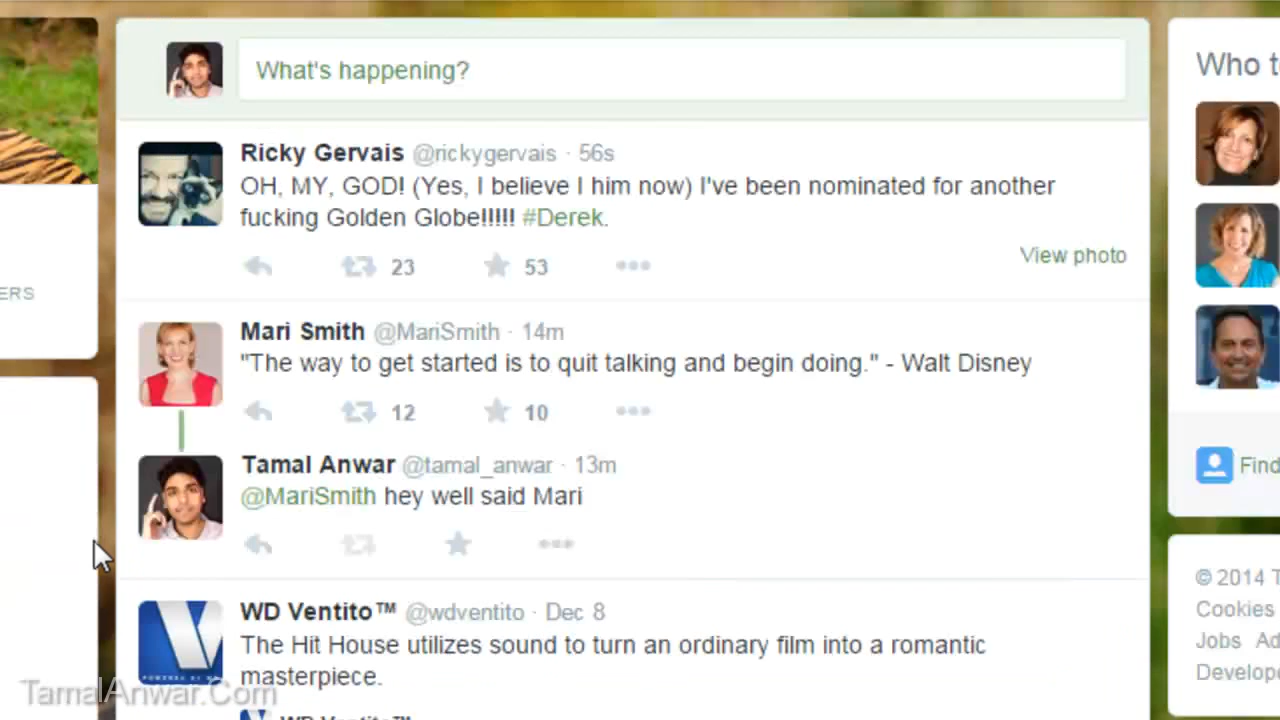 What's happening?
Who t
Ricky Gervais @rickygervais · 56s
OH, MY, GOD! (Yes, I believe I him now) I've been nominated for another
fucking Golden Globe!!!!! #Derek.
View photo
23 53
ERS
Mari Smith @MariSmith · 14m
"The way to get started is to quit talking and begin doing." - Walt Disney
12 10
Tamal Anwar @tamal_anwar · 13m
@MariSmith hey well said Mari
Find
WD Ventito™ @wdventito · Dec 8
The Hit House utilizes sound to turn an ordinary film into a romantic
masterpiece.
WD Ventito™
© 2014 T
Cookies
Jobs Ad
Develope
TamalAnwar.Com